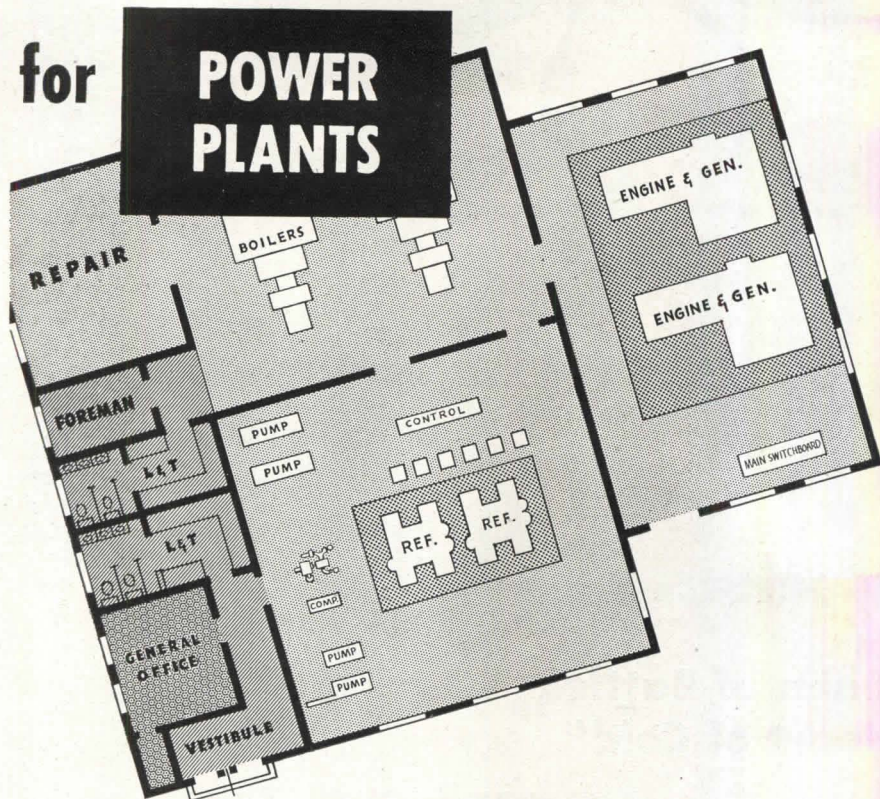 for POWER
PLANTS
REPAIR
BOILERS
ENGINE & GEN.
ENGINE & GEN.
FOREMAN
L&T
L&T
PUMP
PUMP
CONTROL
MAIN SWITCHBOARD
REF.
REF.
COMP
PUMP
PUMP
GENERAL
OFFICE
VESTIBULE